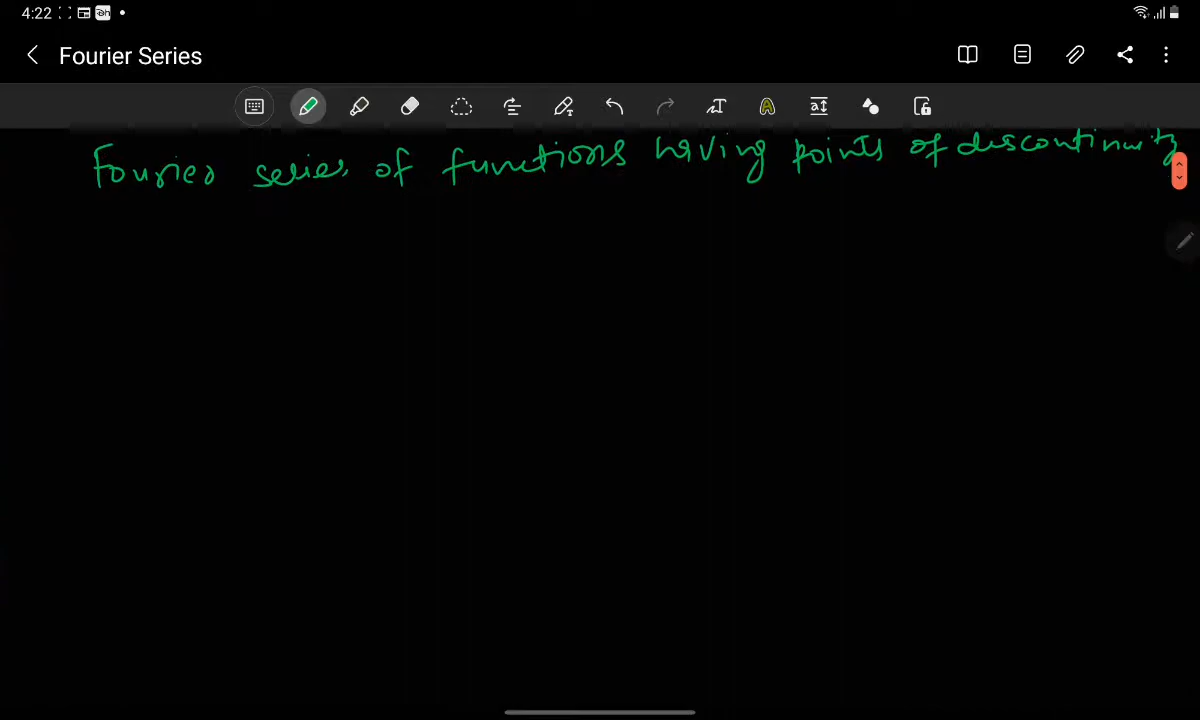 4:22
Fourier Series
Fourier series of functions having points of discontinuity